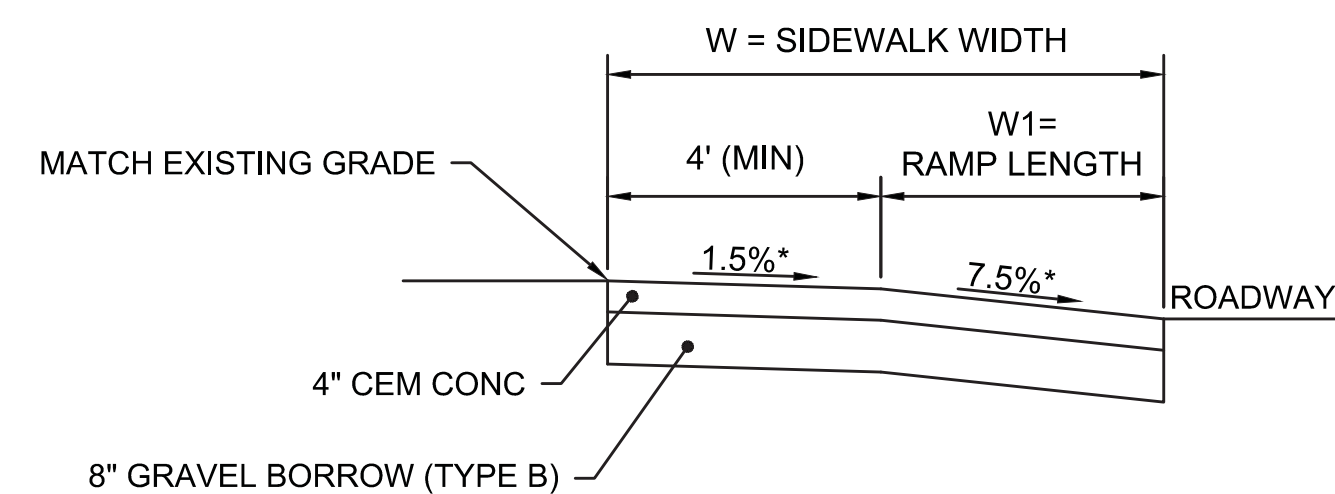 W = SIDEWALK WIDTH
W1=
RAMP LENGTH
4' (MIN)
MATCH EXISTING GRADE
1.5%*
7.5%*
ROADWAY
4" CEM CONC
8" GRAVEL BORROW (TYPE B)